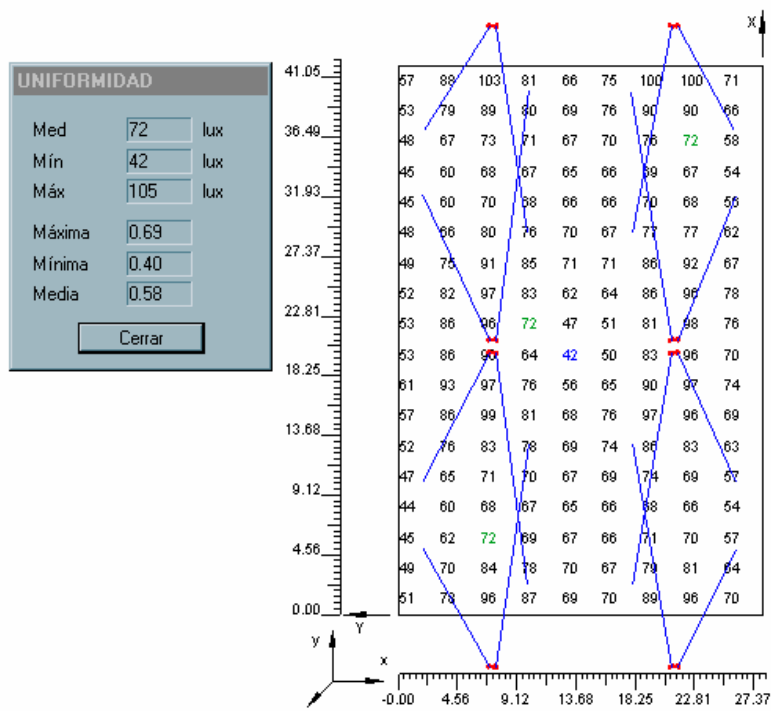 UNIFORMIDAD
Med 72 lux
Mín 42 lux
Máx 105 lux
Máxima 0.69
Mínima 0.40
Media 0.58
Cerrar
X
41.05
36.49
31.93
27.37
22.81
18.25
13.68
9.12
4.56
0.00
57 88 103 81 66 75 100 100 71
53 79 89 80 69 76 90 90 66
48 67 73 71 67 70 76 72 58
45 60 68 67 65 66 69 67 54
45 60 70 68 66 66 70 68 55
48 66 80 76 70 67 77 77 62
49 75 91 85 71 71 86 92 67
52 82 97 83 62 64 86 96 78
53 86 96 72 47 51 81 98 76
53 86 64 42 50 83 96 70
61 93 97 76 56 65 90 97 74
57 86 99 81 68 76 97 96 69
52 76 83 78 69 74 86 83 63
47 65 71 70 67 69 74 69 57
44 60 68 67 65 66 68 66 54
45 62 72 69 67 66 71 70 57
49 70 84 78 70 67 79 81 64
51 78 96 87 69 70 89 96 70
Y
y
x
-0.00 4.56 9.12 13.68 18.25 22.81 27.37